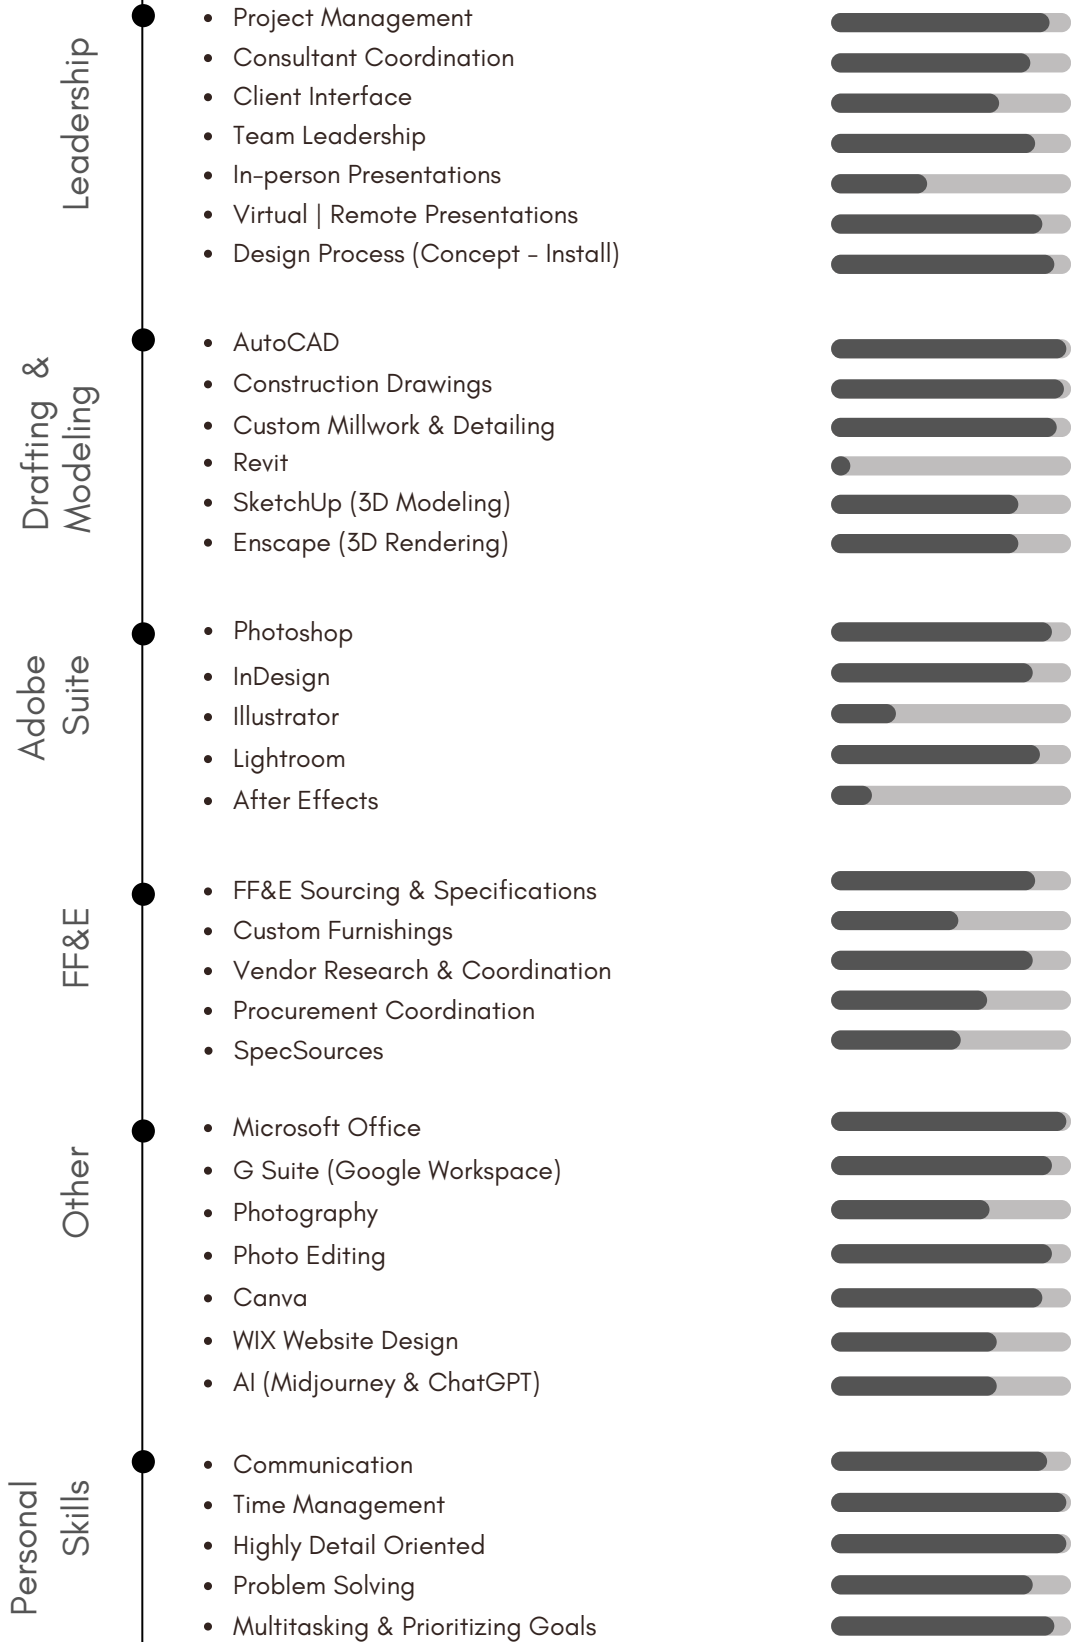 Leadership
Project Management
Consultant Coordination
Client Interface
Team Leadership
In-person Presentations
Virtual | Remote Presentations
Design Process (Concept - Install)
Drafting &
Modeling
AutoCAD
Construction Drawings
Custom Millwork & Detailing
Revit
SketchUp (3D Modeling)
Enscape (3D Rendering)
Adobe
Suite
Photoshop
InDesign
Illustrator
Lightroom
After Effects
FF&E
FF&E Sourcing & Specifications
Custom Furnishings
Vendor Research & Coordination
Procurement Coordination
SpecSources
Other
Microsoft Office
G Suite (Google Workspace)
Photography
Photo Editing
Canva
WIX Website Design
AI (Midjourney & ChatGPT)
Personal
Skills
Communication
Time Management
Highly Detail Oriented
Problem Solving
Multitasking & Prioritizing Goals